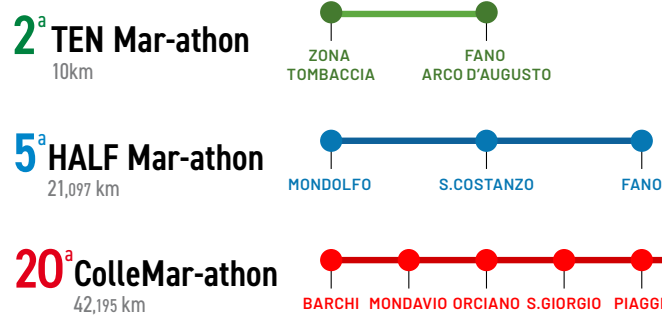 2ª TEN Mar-athon
10km
ZONA
TOMBACCIA
FANO
ARCO D'AUGUSTO
5ª HALF Mar-athon
21,097 km
MONDOLFO
S.COSTANZO
FANO
20ª ColleMar-athon
42,195 km
BARCHI MONDAVIO ORCIANO S.GIORGIO